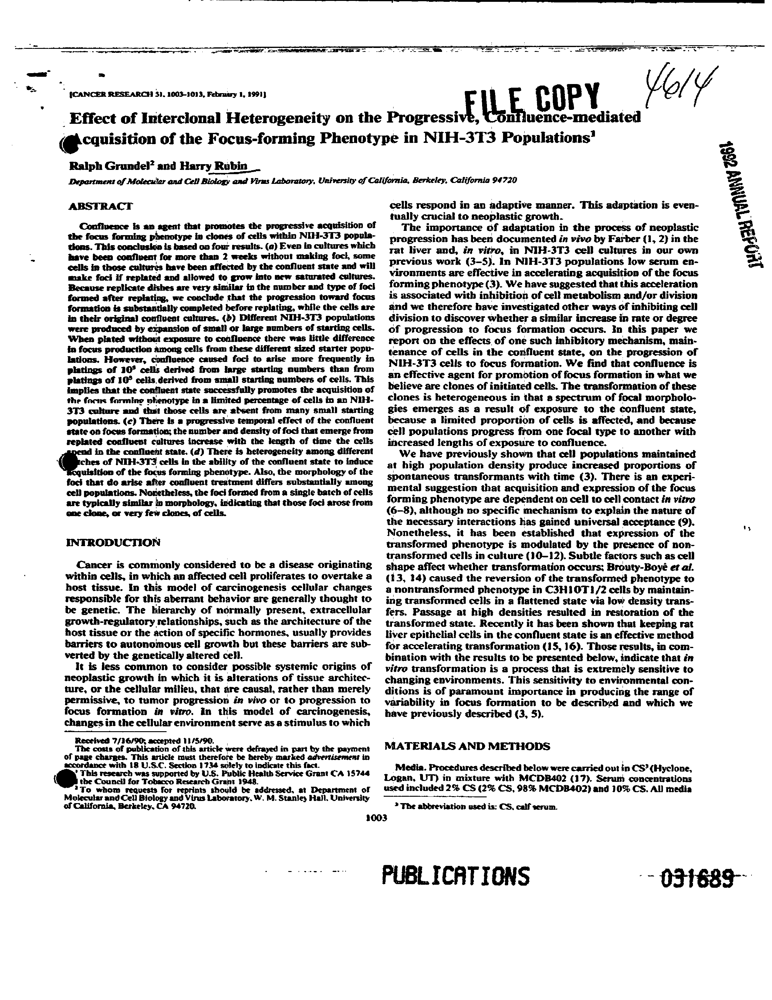 [CANCER RESEARCH 51, 1003-1013, February 1, 1991]
FILE COPY
4614
Effect of Interclonal Heterogeneity on the Progressive, Confluence-mediated
Acquisition of the Focus-forming Phenotype in NIH-3T3 Populations¹
Ralph Grundel² and Harry Rubin
Department of Molecular and Cell Biology and Virus Laboratory, University of California, Berkeley, California 94720
1992 ANNUAL REPORT
ABSTRACT
Confluence is an agent that promotes the progressive acquisition of
the focus forming phenotype in clones of cells within NIH-3T3 popula-
tions. This conclusion is based on four results. (a) Even in cultures which
have been confluent for more than 2 weeks without making foci, some
cells in those cultures have been affected by the confluent state and will
make foci if replated and allowed to grow into new saturated cultures.
Because replicate dishes are very similar in the number and type of foci
formed after replating, we conclude that the progression toward focus
formation is substantially completed before replating, while the cells are
in their original confluent cultures. (b) Different NIH-3T3 populations
were produced by expansion of small or large numbers of starting cells.
When plated without exposure to confluence there was little difference
in focus production among cells from these different sized starter popu-
lations. However, confluence caused foci to arise more frequently in
platings of 10⁵ cells derived from large starting numbers than from
platings of 10⁵ cells derived from small starting numbers of cells. This
implies that the confluent state successfully promotes the acquisition of
the focus forming phenotype in a limited percentage of cells in an NIH-
3T3 culture and that those cells are absent from many small starting
populations. (c) There is a progressive temporal effect of the confluent
state on focus formation; the number and density of foci that emerge from
replated confluent cultures increase with the length of time the cells
spend in the confluent state. (d) There is heterogeneity among different
batches of NIH-3T3 cells in the ability of the confluent state to induce
acquisition of the focus forming phenotype. Also, the morphology of the
foci that do arise after confluent treatment differs substantially among
cell populations. Nonetheless, the foci formed from a single batch of cells
are typically similar in morphology, indicating that those foci arose from
one clone, or very few clones, of cells.
INTRODUCTION
Cancer is commonly considered to be a disease originating
within cells, in which an affected cell proliferates to overtake a
host tissue. In this model of carcinogenesis cellular changes
responsible for this aberrant behavior are generally thought to
be genetic. The hierarchy of normally present, extracellular
growth-regulatory relationships, such as the architecture of the
host tissue or the action of specific hormones, usually provides
barriers to autonomous cell growth but these barriers are sub-
verted by the genetically altered cell.
It is less common to consider possible systemic origins of
neoplastic growth in which it is alterations of tissue architec-
ture, or the cellular milieu, that are causal, rather than merely
permissive, to tumor progression in vivo or to progression to
focus formation in vitro. In this model of carcinogenesis,
changes in the cellular environment serve as a stimulus to which
Received 7/16/90; accepted 11/5/90.
The costs of publication of this article were defrayed in part by the payment
of page charges. This article must therefore be hereby marked advertisement in
accordance with 18 U.S.C. Section 1734 solely to indicate this fact.
¹ This research was supported by U.S. Public Health Service Grant CA 15744
the Council for Tobacco Research Grant 1948.
² To whom requests for reprints should be addressed, at Department of
Molecular and Cell Biology and Virus Laboratory, W. M. Stanley Hall, University
of California, Berkeley, CA 94720.
cells respond in an adaptive manner. This adaptation is even-
tually crucial to neoplastic growth.
The importance of adaptation in the process of neoplastic
progression has been documented in vivo by Farber (1, 2) in the
rat liver and, in vitro, in NIH-3T3 cell cultures in our own
previous work (3–5). In NIH-3T3 populations low serum en-
vironments are effective in accelerating acquisition of the focus
forming phenotype (3). We have suggested that this acceleration
is associated with inhibition of cell metabolism and/or division
and we therefore have investigated other ways of inhibiting cell
division to discover whether a similar increase in rate or degree
of progression to focus formation occurs. In this paper we
report on the effects of one such inhibitory mechanism, main-
tenance of cells in the confluent state, on the progression of
NIH-3T3 cells to focus formation. We find that confluence is
an effective agent for promotion of focus formation in what we
believe are clones of initiated cells. The transformation of these
clones is heterogeneous in that a spectrum of focal morpholo-
gies emerges as a result of exposure to the confluent state,
because a limited proportion of cells is affected, and because
cell populations progress from one focal type to another with
increased lengths of exposure to confluence.
We have previously shown that cell populations maintained
at high population density produce increased proportions of
spontaneous transformants with time (3). There is an experi-
mental suggestion that acquisition and expression of the focus
forming phenotype are dependent on cell to cell contact in vitro
(6–8), although no specific mechanism to explain the nature of
the necessary interactions has gained universal acceptance (9).
Nonetheless, it has been established that expression of the
transformed phenotype is modulated by the presence of non-
transformed cells in culture (10–12). Subtle factors such as cell
shape affect whether transformation occurs; Brouty-Boyé et al.
(13, 14) caused the reversion of the transformed phenotype to
a nontransformed phenotype in C3H10T1/2 cells by maintain-
ing transformed cells in a flattened state via low density trans-
fers. Passage at high densities resulted in restoration of the
transformed state. Recently it has been shown that keeping rat
liver epithelial cells in the confluent state is an effective method
for accelerating transformation (15, 16). Those results, in com-
bination with the results to be presented below, indicate that in
vitro transformation is a process that is extremely sensitive to
changing environments. This sensitivity to environmental con-
ditions is of paramount importance in producing the range of
variability in focus formation to be described and which we
have previously described (3, 5).
MATERIALS AND METHODS
Media. Procedures described below were carried out in CS³ (Hyclone,
Logan, UT) in mixture with MCDB402 (17). Serum concentrations
used included 2% CS (2% CS, 98% MCDB402) and 10% CS. All media
³ The abbreviation used is: CS, calf serum.
1003
PUBLICATIONS
031689